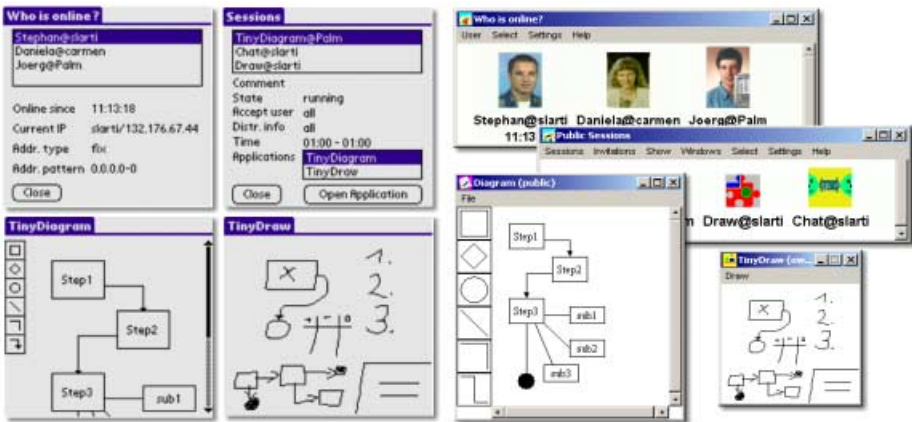 Who is online?
Stephan@slarti
Daniela@carmen
Joerg@Palm
Online since 11:13:18
Current IP slarti/132.176.67.44
Addr. type fix
Addr. pattern 0.0.0.0-0
Close
Sessions
TinyDiagram@Palm
Chat@slarti
Draw@slarti
Comment
State running
Accept user all
Distr. info all
Time 01:00 - 01:00
Applications TinyDiagram
TinyDraw
Close Open Application
TinyDiagram
Step1
Step2
Step3
sub1
TinyDraw
X 1.
2.
3.
Who is online?
User Select Settings Help
Stephan@slarti Daniela@carmen Joerg@Palm
11:13
Public Sessions
Sessions Invitations Show Windows Select Settings Help
m Draw@slarti Chat@slarti
Diagram (public)
File
Step1
Step2
Step3 sub1
sub2
sub3
TinyDraw (ow...
Draw
X 1.
2.
3.